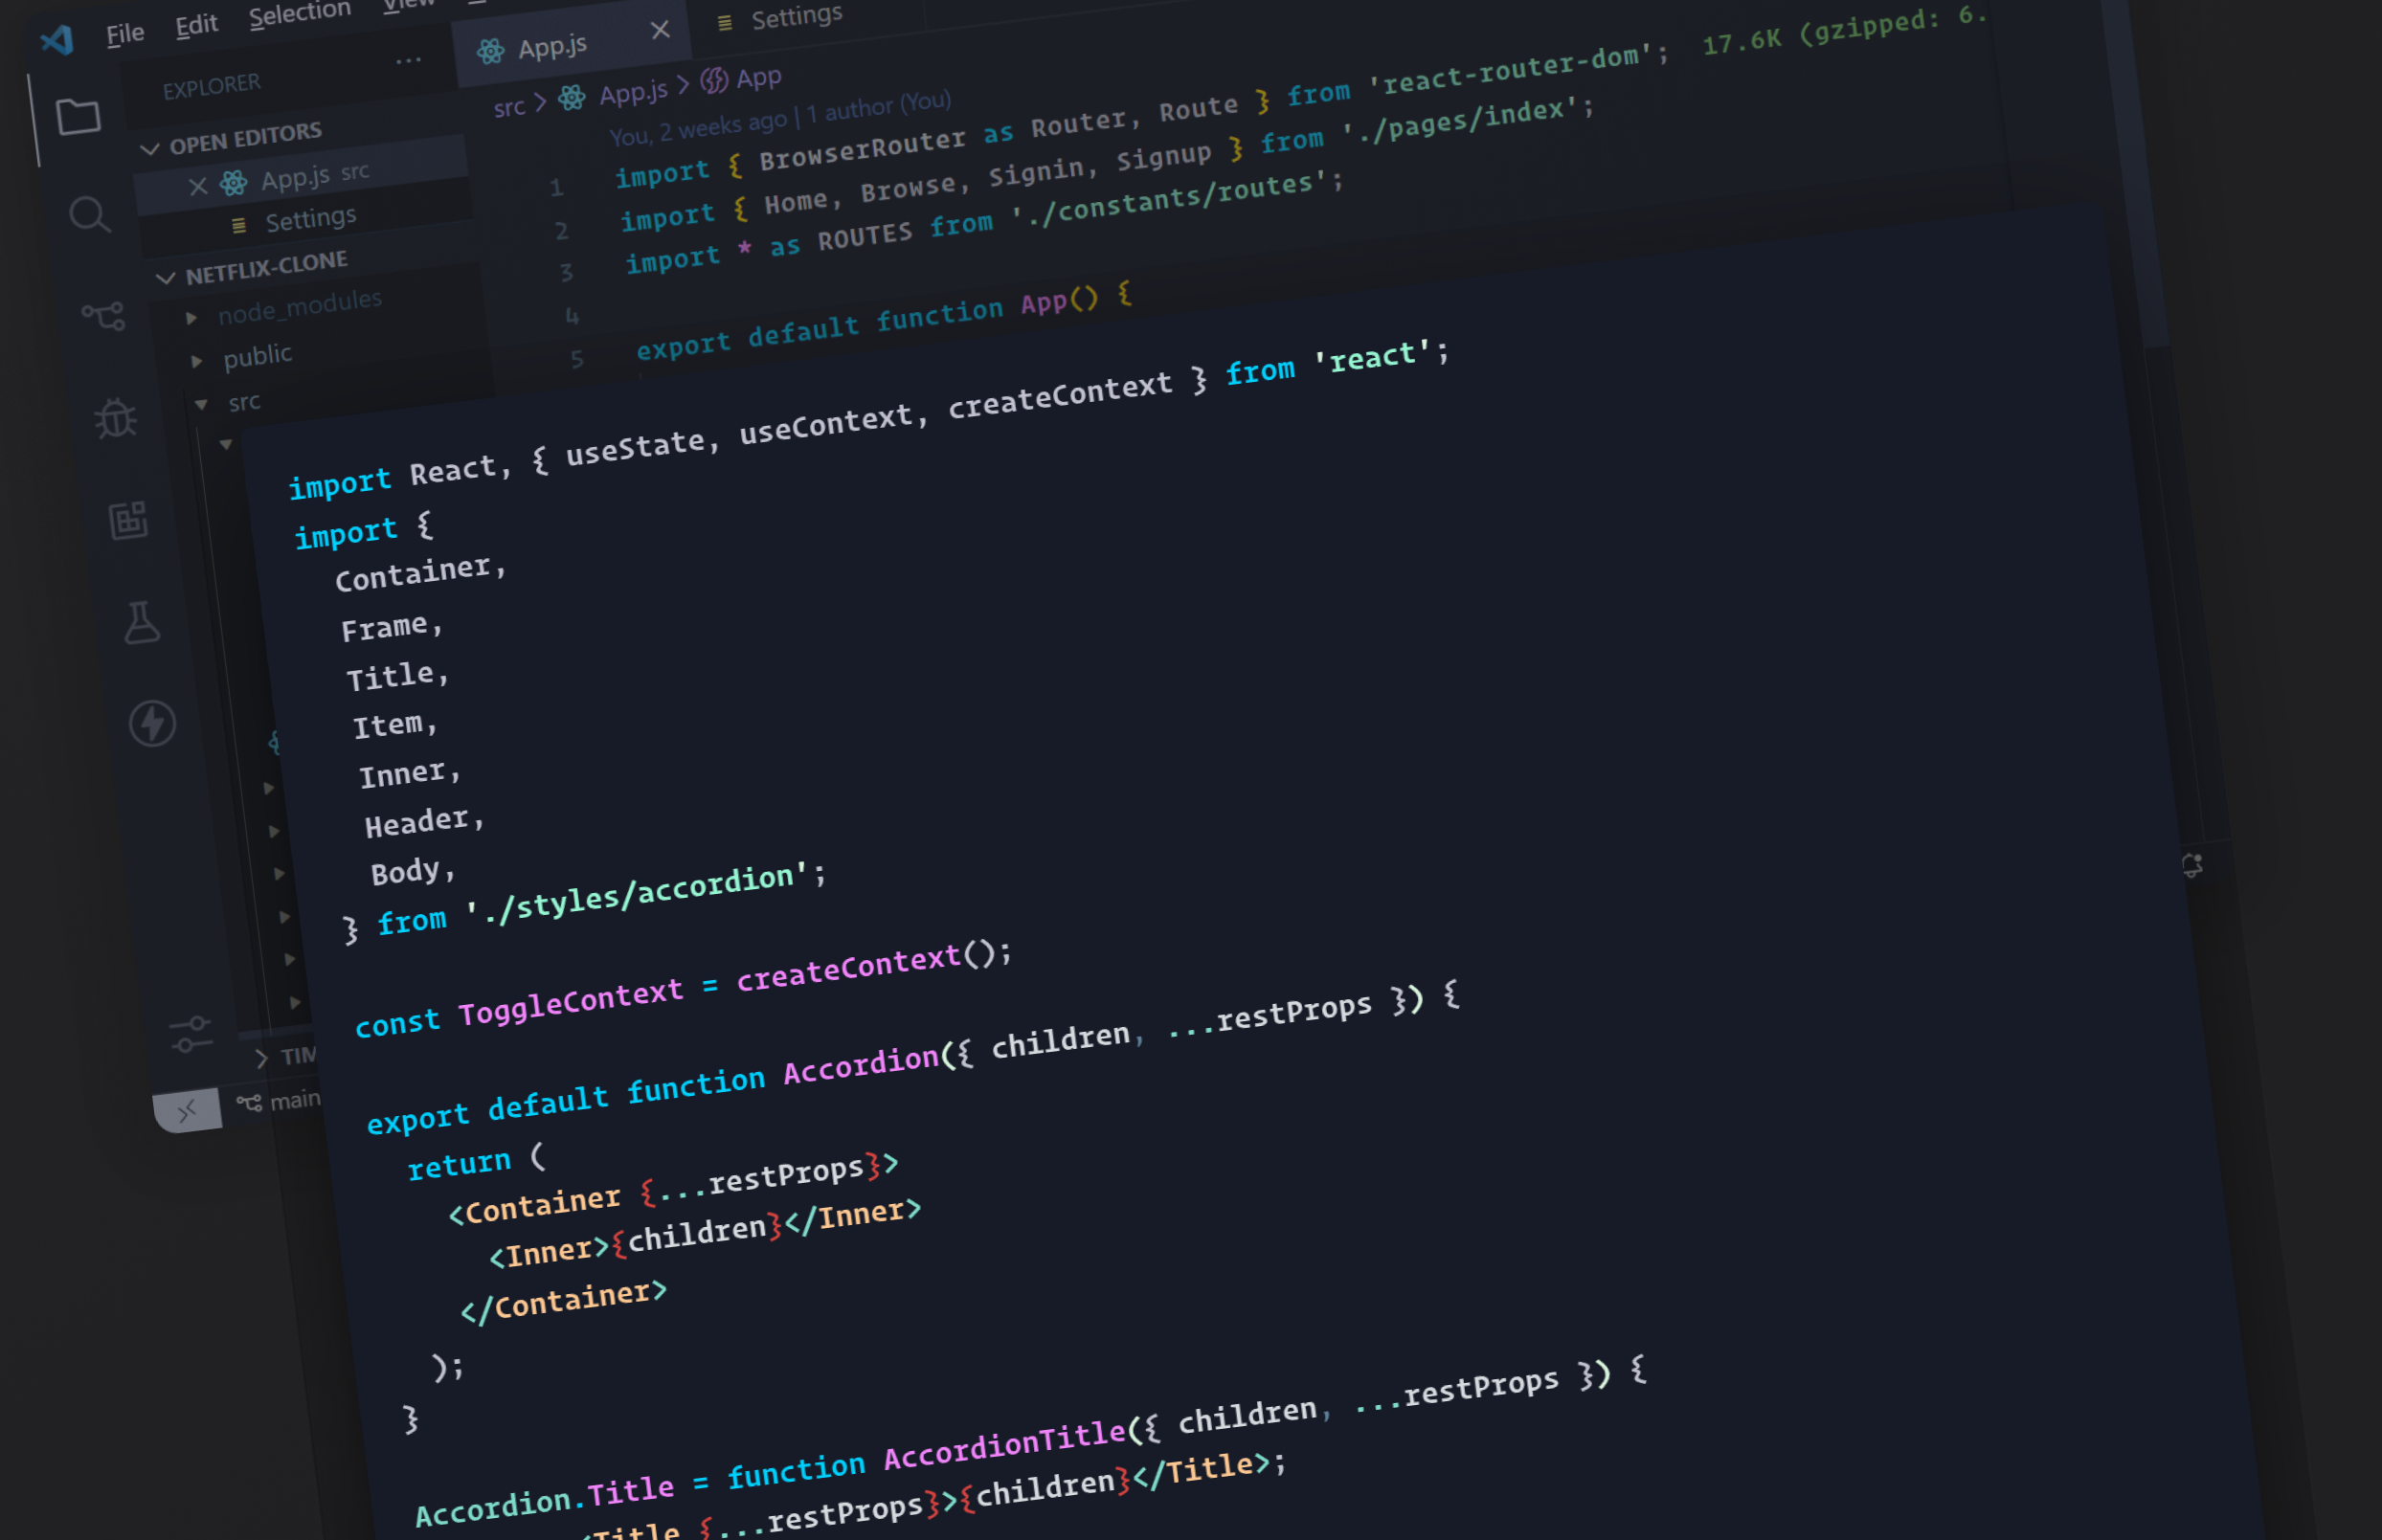 File Edit Selection View
EXPLORER ...
App.js
Settings
OPEN EDITORS
App.js src
Settings
NETFLIX-CLONE
node_modules
public
src
src > App.js > App
You, 2 weeks ago | 1 author (You)
1 import { BrowserRouter as Router, Route } from 'react-router-dom'; 17.6K (gzipped: 6.
2 import { Home, Browse, Signin, Signup } from './pages/index';
3 import * as ROUTES from './constants/routes';
4
5 export default function App() {
import React, { useState, useContext, createContext } from 'react';
import {
Container,
Frame,
Title,
Item,
Inner,
Header,
Body,
} from './styles/accordion';
const ToggleContext = createContext();
export default function Accordion({ children, ...restProps }) {
return (
<Container {...restProps}>
<Inner>{children}</Inner>
</Container>
);
}
Accordion.Title = function AccordionTitle({ children, ...restProps }) {
<Title {...restProps}>{children}</Title>;
TIM
main